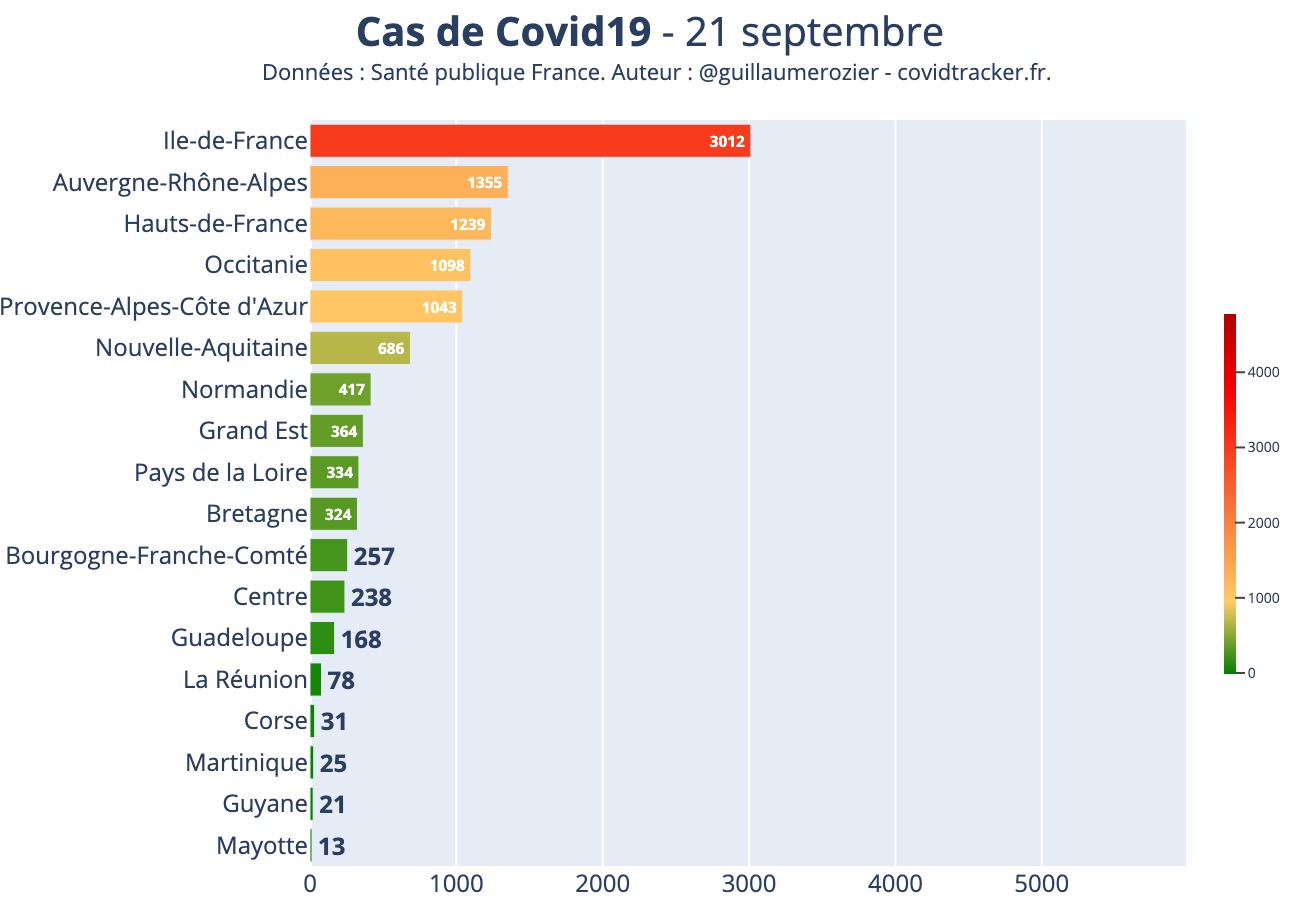 Cas de Covid19 - 21 septembre
Données : Santé publique France. Auteur : @guillaumerozier - covidtracker.fr.
Ile-de-France 3012
Auvergne-Rhône-Alpes 1355
Hauts-de-France 1239
Occitanie 1098
Provence-Alpes-Côte d'Azur 1043
Nouvelle-Aquitaine 686
Normandie 417
Grand Est 364
Pays de la Loire 334
Bretagne 324
Bourgogne-Franche-Comté 257
Centre 238
Guadeloupe 168
La Réunion 78
Corse 31
Martinique 25
Guyane 21
Mayotte 13
0 1000 2000 3000 4000 5000
4000
3000
2000
1000
0